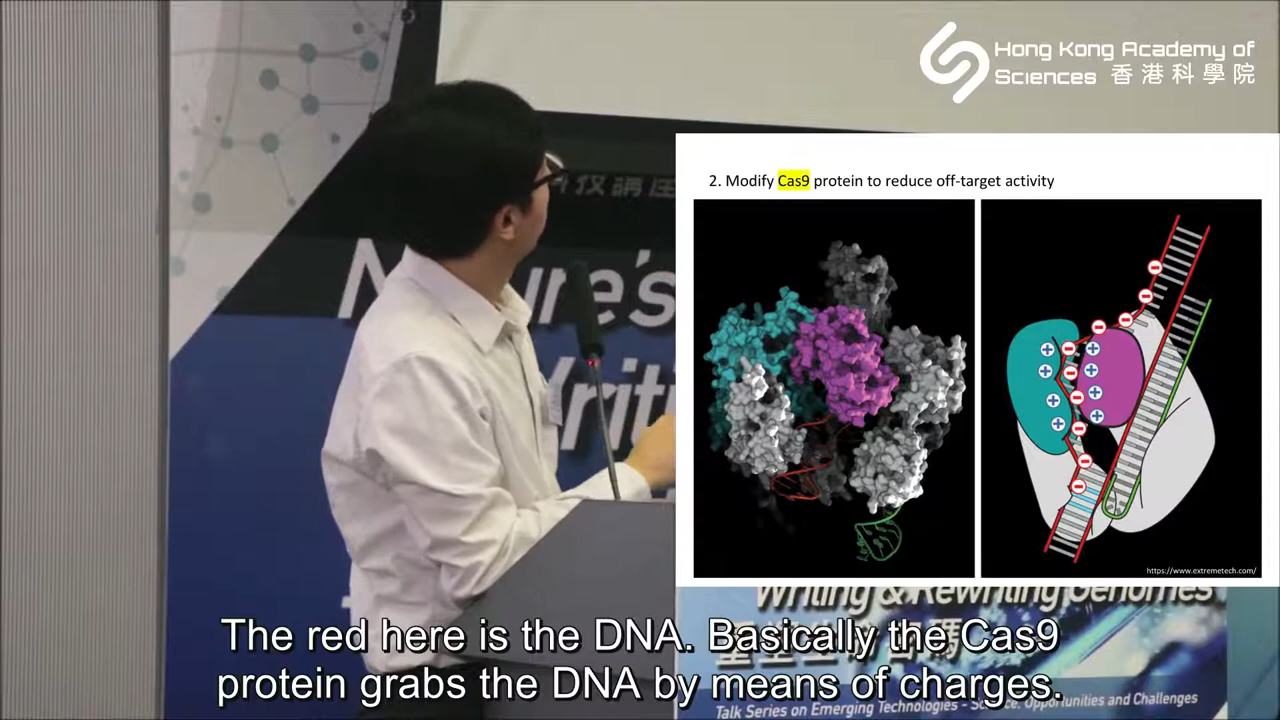 Hong Kong Academy of
Sciences 香港科學院
2. Modify Cas9 protein to reduce off-target activity
Nature's
https://www.extremetech.com/
Writing & Rewriting Genomes
The red here is the DNA. Basically the Cas9
protein grabs the DNA by means of charges.
Talk Series on Emerging Technologies - Science: Opportunities and Challenges